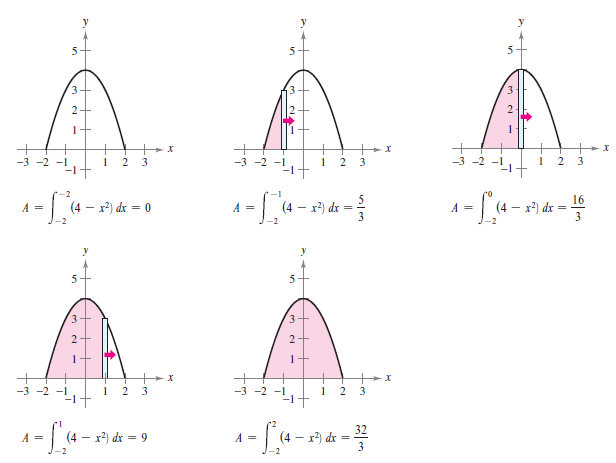 y
5
3
2
1
-3 -2 -1 1 2 3 x
-1
A = ∫_{-2}^{-2} (4 − x²) dx = 0
y
5
3
2
1
-3 -2 -1 1 2 3 x
-1
A = ∫_{-2}^{-1} (4 − x²) dx = 5/3
y
5
3
2
1
-3 -2 -1 1 2 3 x
-1
A = ∫_{-2}^{0} (4 − x²) dx = 16/3
y
5
3
2
1
-3 -2 -1 1 2 3 x
-1
A = ∫_{-2}^{1} (4 − x²) dx = 9
y
5
3
2
1
-3 -2 -1 1 2 3 x
-1
A = ∫_{-2}^{2} (4 − x²) dx = 32/3